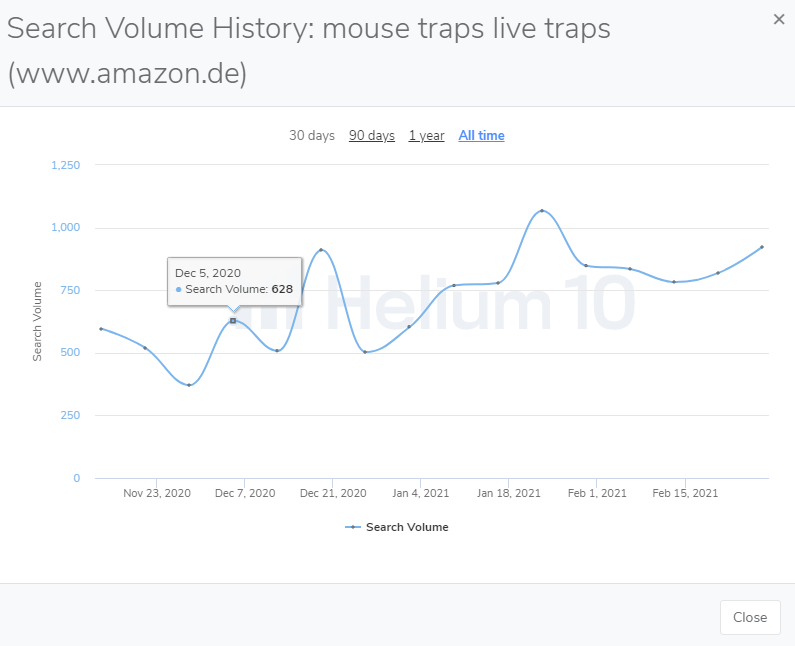 Search Volume History: mouse traps live traps
(www.amazon.de)
×
30 days 90 days 1 year All time
1,250
1,000
750
500
250
0
Search Volume
Dec 5, 2020
Search Volume: 628
Helium 10
Nov 23, 2020 Dec 7, 2020 Dec 21, 2020 Jan 4, 2021 Jan 18, 2021 Feb 1, 2021 Feb 15, 2021
Search Volume
Close